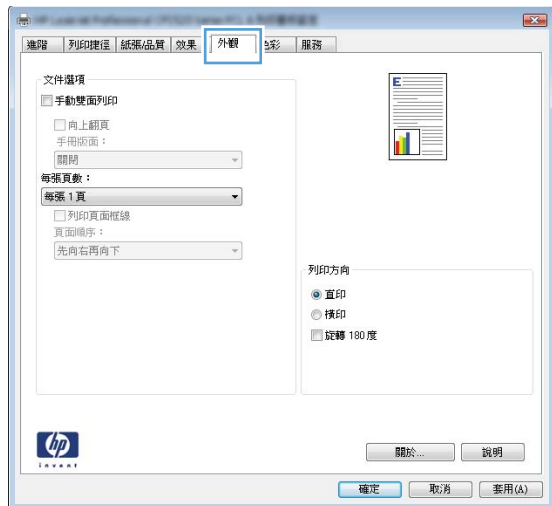 進階
列印捷徑
紙張/品質
效果
外觀
色彩
服務
文件選項
手動雙面列印
向上翻頁
手冊版面：
關閉
每張頁數：
每張 1 頁
列印頁面框線
頁面順序：
先向右再向下
E
列印方向
直印
橫印
旋轉 180 度
hp
invent
關於...
說明
確定
取消
套用(A)